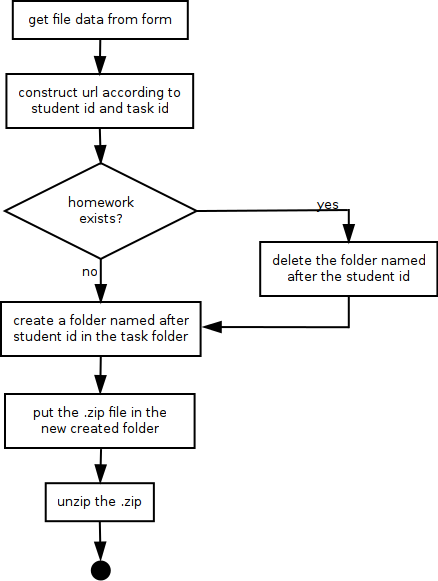 get file data from form
construct url according to
student id and task id
homework
exists?
yes
delete the folder named
after the student id
no
create a folder named after
student id in the task folder
put the .zip file in the
new created folder
unzip the .zip